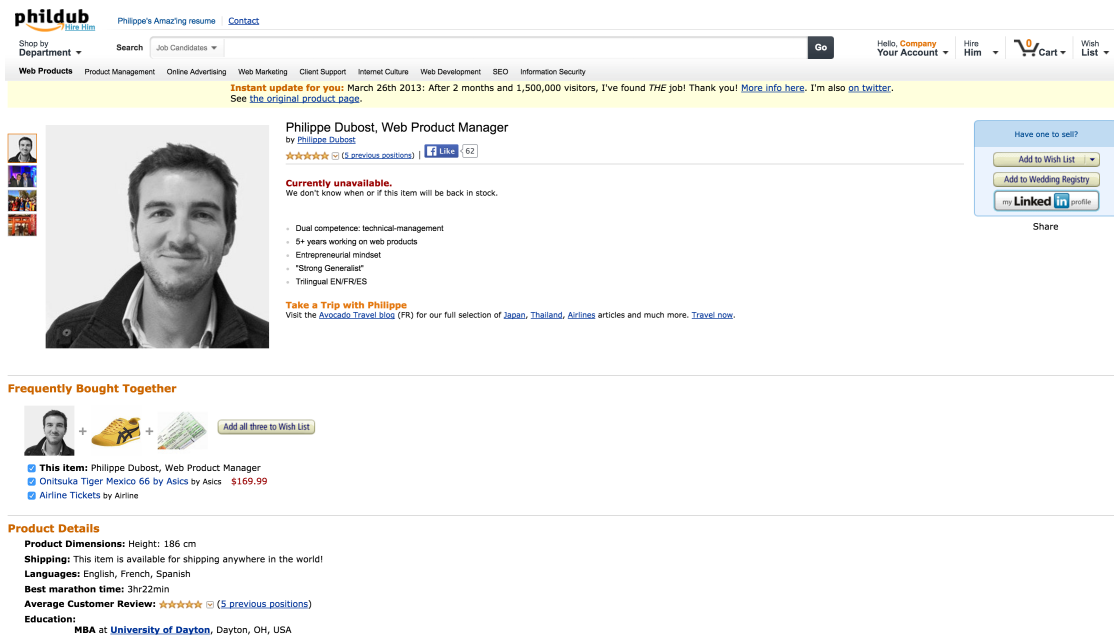 phildub
Hire Him
Philippe's Amaz'ing resume Contact
Shop by
Department
Search Job Candidates Go
Hello, Company
Your Account
Hire
Him
0
Cart
Wish
List
Web Products Product Management Online Advertising Web Marketing Client Support Internet Culture Web Development SEO Information Security
Instant update for you: March 26th 2013: After 2 months and 1,500,000 visitors, I've found THE job! Thank you! More info here. I'm also on twitter.
See the original product page.
Philippe Dubost, Web Product Manager
by Philippe Dubost
(5 previous positions) | Like 62
Currently unavailable.
We don't know when or if this item will be back in stock.
Dual competence: technical-management
5+ years working on web products
Entrepreneurial mindset
"Strong Generalist"
Trilingual EN/FR/ES
Take a Trip with Philippe
Visit the Avocado Travel blog (FR) for our full selection of Japan, Thailand, Airlines articles and much more. Travel now.
Have one to sell?
Add to Wish List
Add to Wedding Registry
my Linked in profile
Share
Frequently Bought Together
+ + Add all three to Wish List
This item: Philippe Dubost, Web Product Manager
Onitsuka Tiger Mexico 66 by Asics by Asics $169.99
Airline Tickets by Airline
Product Details
Product Dimensions: Height: 186 cm
Shipping: This item is available for shipping anywhere in the world!
Languages: English, French, Spanish
Best marathon time: 3hr22min
Average Customer Review: (5 previous positions)
Education:
MBA at University of Dayton, Dayton, OH, USA